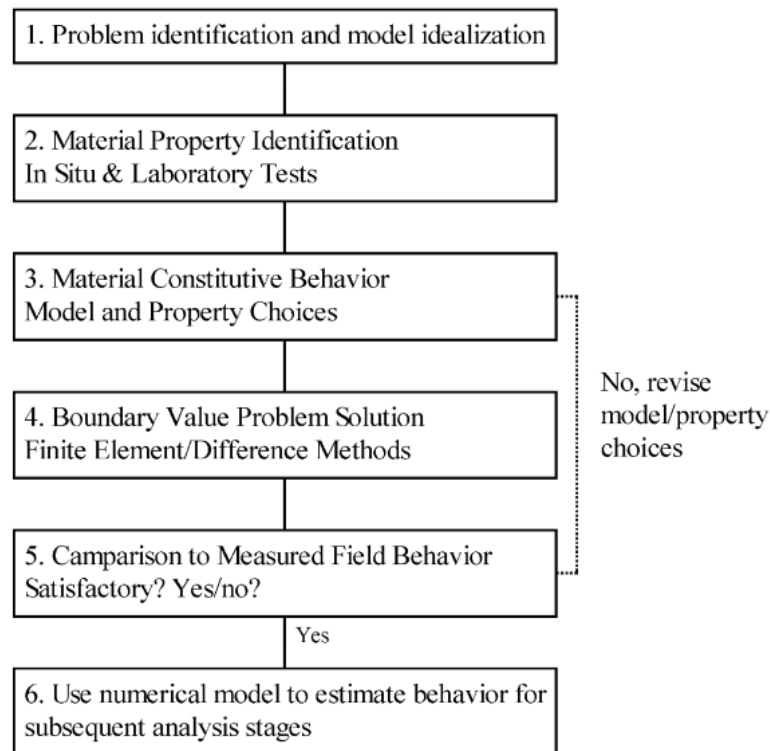 1. Problem identification and model idealization
2. Material Property Identification
In Situ & Laboratory Tests
3. Material Constitutive Behavior
Model and Property Choices
No, revise
model/property
choices
4. Boundary Value Problem Solution
Finite Element/Difference Methods
5. Camparison to Measured Field Behavior
Satisfactory? Yes/no?
Yes
6. Use numerical model to estimate behavior for
subsequent analysis stages